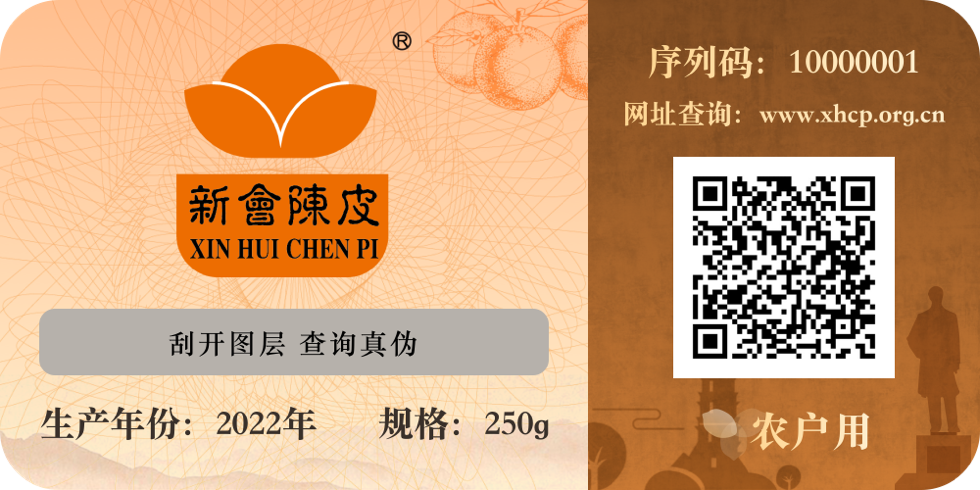 ®
新會陳皮
XIN HUI CHEN PI
刮开图层 查询真伪
生产年份：2022年 规格：250g
序列码：10000001
网址查询：www.xhcp.org.cn
农户用